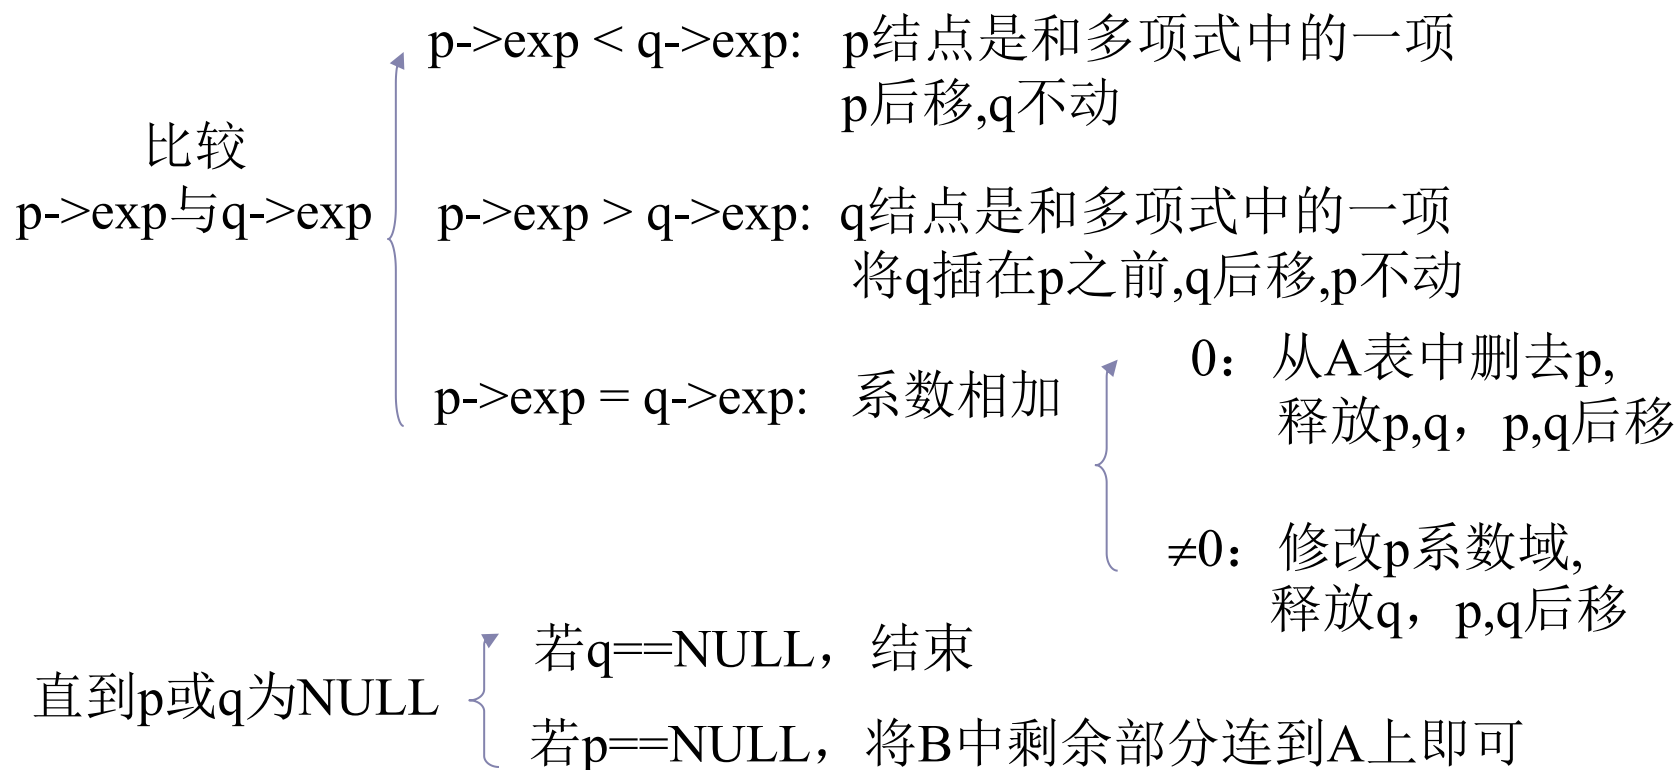 p->exp < q->exp: p结点是和多项式中的一项
p后移,q不动
比较
p->exp与q->exp
p->exp > q->exp: q结点是和多项式中的一项
将q插在p之前,q后移,p不动
p->exp = q->exp: 系数相加
0：从A表中删去p,
释放p,q，p,q后移
≠0：修改p系数域,
释放q，p,q后移
直到p或q为NULL
若q==NULL，结束
若p==NULL，将B中剩余部分连到A上即可